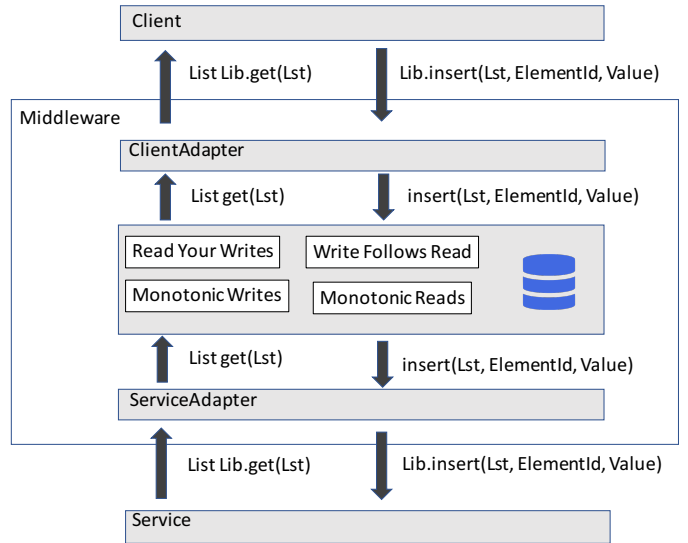 Client
List Lib.get(Lst)
Lib.insert(Lst, ElementId, Value)
Middleware
ClientAdapter
List get(Lst)
insert(Lst, ElementId, Value)
Read Your Writes
Write Follows Read
Monotonic Writes
Monotonic Reads
List get(Lst)
insert(Lst, ElementId, Value)
ServiceAdapter
List Lib.get(Lst)
Lib.insert(Lst, ElementId, Value)
Service